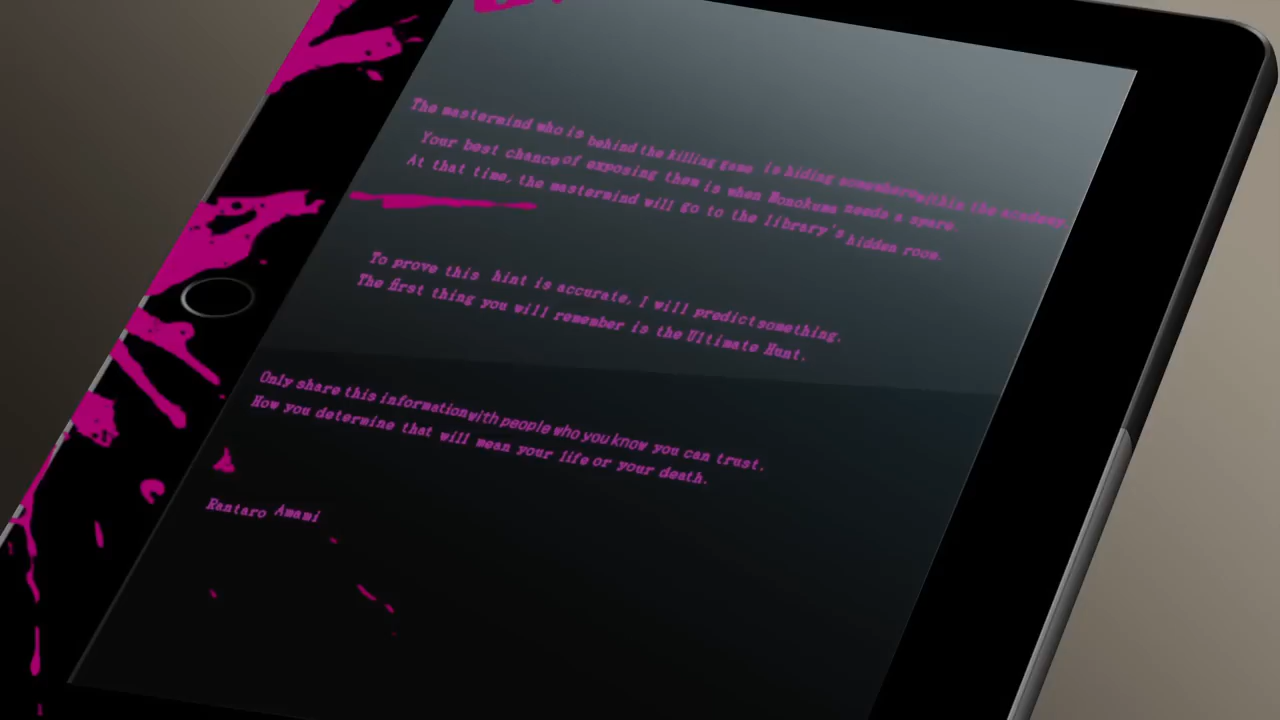 The mastermind who is behind the killing game is hiding somewhere within the academy.
Your best chance of exposing them is when Monokuma needs a spare.
At that time, the mastermind will go to the library's hidden room.
To prove this hint is accurate, I will predict something.
The first thing you will remember is the Ultimate Hunt.
Only share this information with people who you know you can trust.
How you determine that will mean your life or your death.
Rantaro Amami